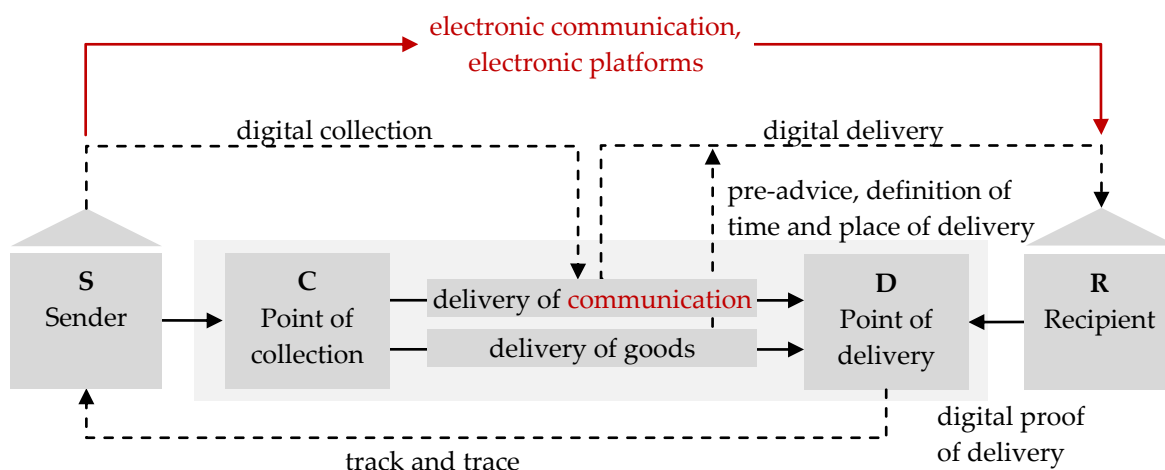 electronic communication,
electronic platforms
digital collection
digital delivery
pre-advice, definition of
time and place of delivery
S
Sender
C
Point of
collection
delivery of communication
delivery of goods
D
Point of
delivery
R
Recipient
digital proof
of delivery
track and trace